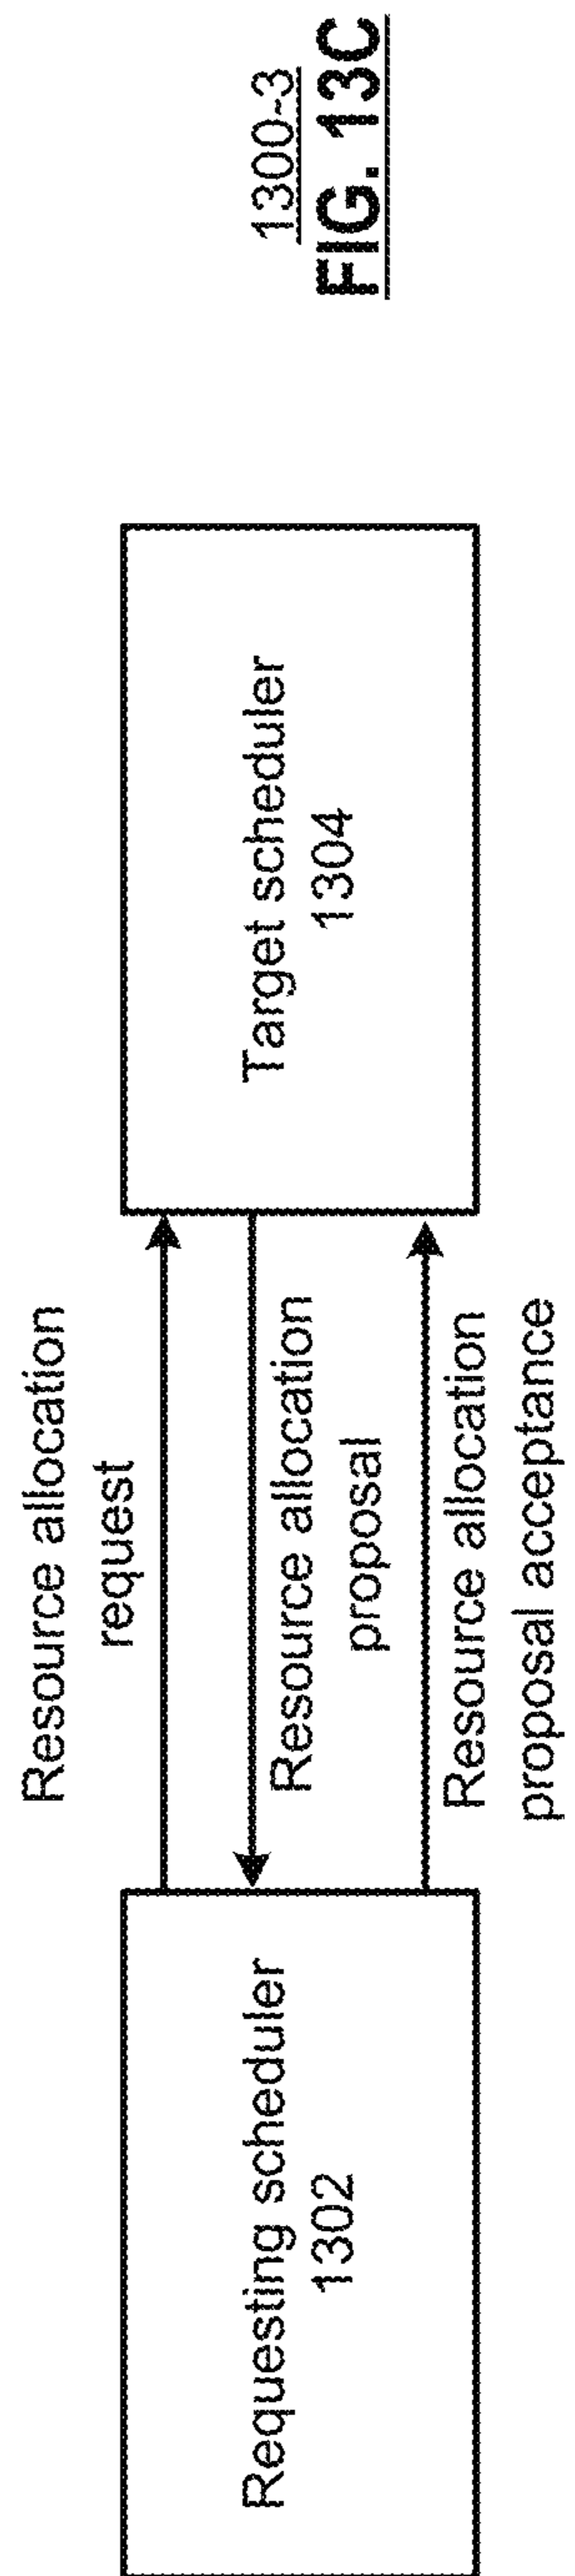 Resource allocation
request
Requesting scheduler
1302
Resource allocation
proposal
Target scheduler
1304
Resource allocation
proposal acceptance
1300-3
FIG. 13C